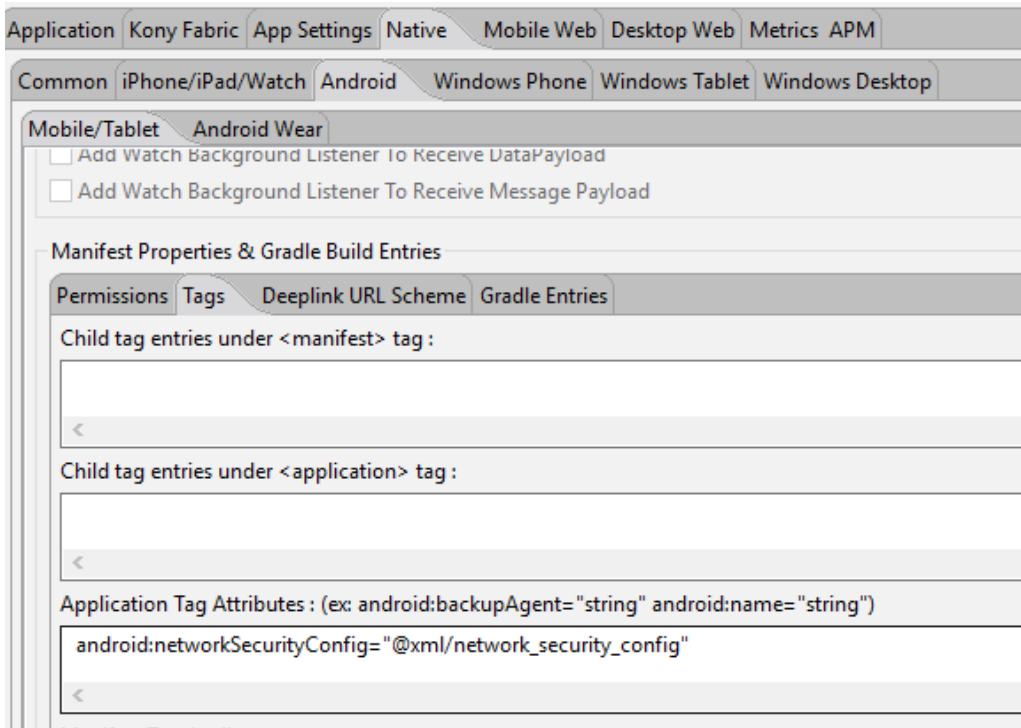 Application Kony Fabric App Settings Native Mobile Web Desktop Web Metrics APM
Common iPhone/iPad/Watch Android Windows Phone Windows Tablet Windows Desktop
Mobile/Tablet Android Wear
Add Watch Background Listener To Receive DataPayload
Add Watch Background Listener To Receive Message Payload
Manifest Properties & Gradle Build Entries
Permissions Tags Deeplink URL Scheme Gradle Entries
Child tag entries under <manifest> tag :
Child tag entries under <application> tag :
Application Tag Attributes : (ex: android:backupAgent="string" android:name="string")
android:networkSecurityConfig="@xml/network_security_config"